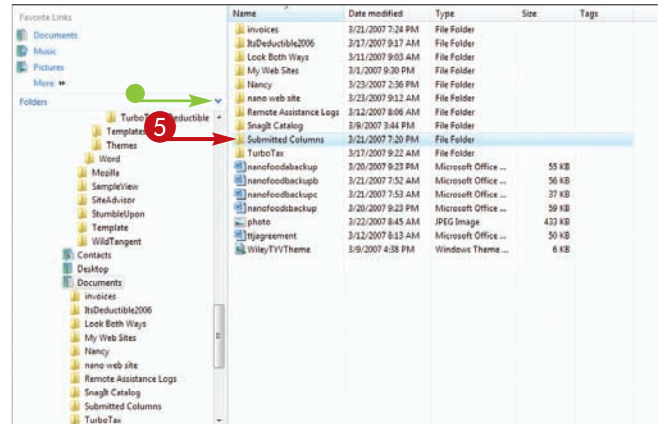 Favorite Links
Documents
Music
Pictures
More
Folders
Templates
Themes
Word
Mozilla
SampleView
SiteAdvisor
StumbleUpon
Template
WildTangent
Contacts
Desktop
Documents
invoices
ItsDeductible2006
Look Both Ways
My Web Sites
Nancy
nano web site
Remote Assistance Logs
SnagIt Catalog
Submitted Columns
TurboTax
5
Name Date modified Type Size Tags
invoices 3/21/2007 7:24 PM File Folder
ItsDeductible2006 3/17/2007 9:17 AM File Folder
Look Both Ways 3/11/2007 9:03 AM File Folder
My Web Sites 3/1/2007 9:30 PM File Folder
Nancy 3/23/2007 2:36 PM File Folder
nano web site 3/23/2007 9:12 AM File Folder
Remote Assistance Logs 3/12/2007 8:06 AM File Folder
SnagIt Catalog 3/9/2007 3:44 PM File Folder
Submitted Columns 3/21/2007 7:20 PM File Folder
TurboTax 3/17/2007 9:22 AM File Folder
nanofoodabackup 3/20/2007 9:23 PM Microsoft Office ... 55 KB
nanofoodbackupb 3/21/2007 7:52 AM Microsoft Office ... 56 KB
nanofoodbackupc 3/21/2007 7:53 AM Microsoft Office ... 37 KB
nanofoodsbackup 3/20/2007 9:23 PM Microsoft Office ... 59 KB
photo 3/22/2007 8:45 AM JPEG Image 433 KB
ttjagreement 3/12/2007 8:13 AM Microsoft Office ... 50 KB
WileyTYVTheme 3/9/2007 4:38 PM Windows Theme ... 6 KB